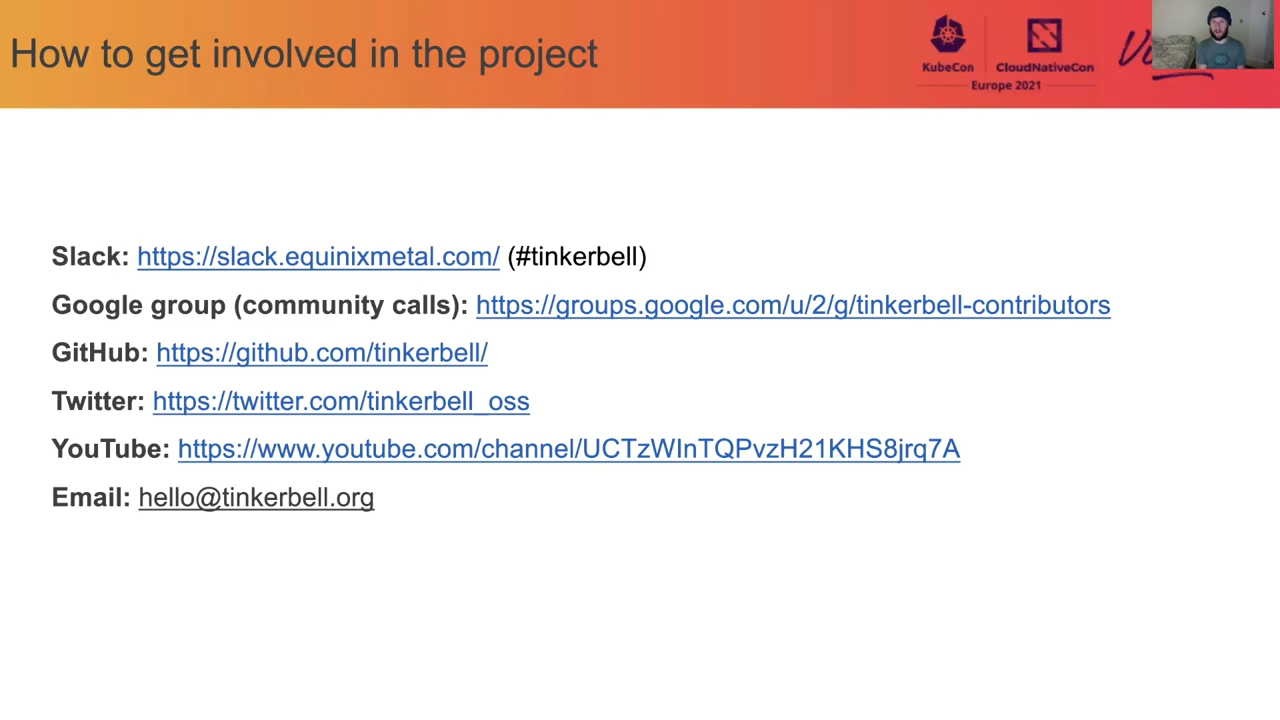 How to get involved in the project
KubeCon
CloudNativeCon
Europe 2021
Slack: https://slack.equinixmetal.com/ (#tinkerbell)
Google group (community calls): https://groups.google.com/u/2/g/tinkerbell-contributors
GitHub: https://github.com/tinkerbell/
Twitter: https://twitter.com/tinkerbell_oss
YouTube: https://www.youtube.com/channel/UCTzWInTQPvzH21KHS8jrq7A
Email: hello@tinkerbell.org